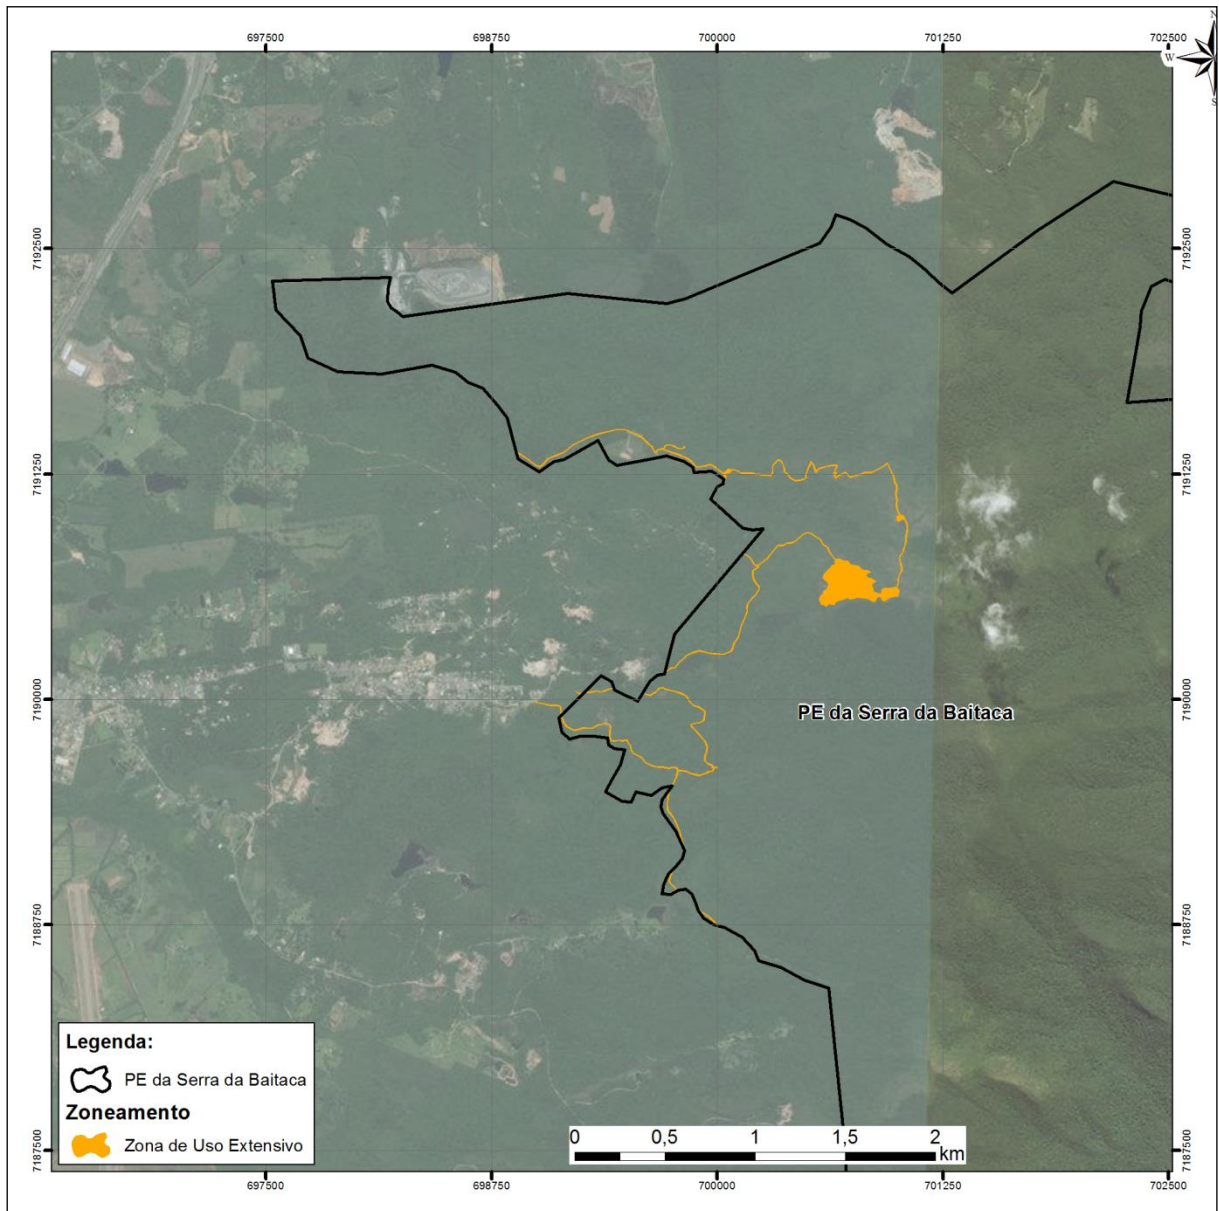 N
697500 698750 700000 701250 702500
W
S
7192500 7192500
7191250 7191250
7190000 7190000
PE da Serra da Baitaca
7188750 7188750
Legenda:
PE da Serra da Baitaca
Zoneamento
Zona de Uso Extensivo
0 0,5 1 1,5 2
km
7187500 7187500
697500 698750 700000 701250 702500